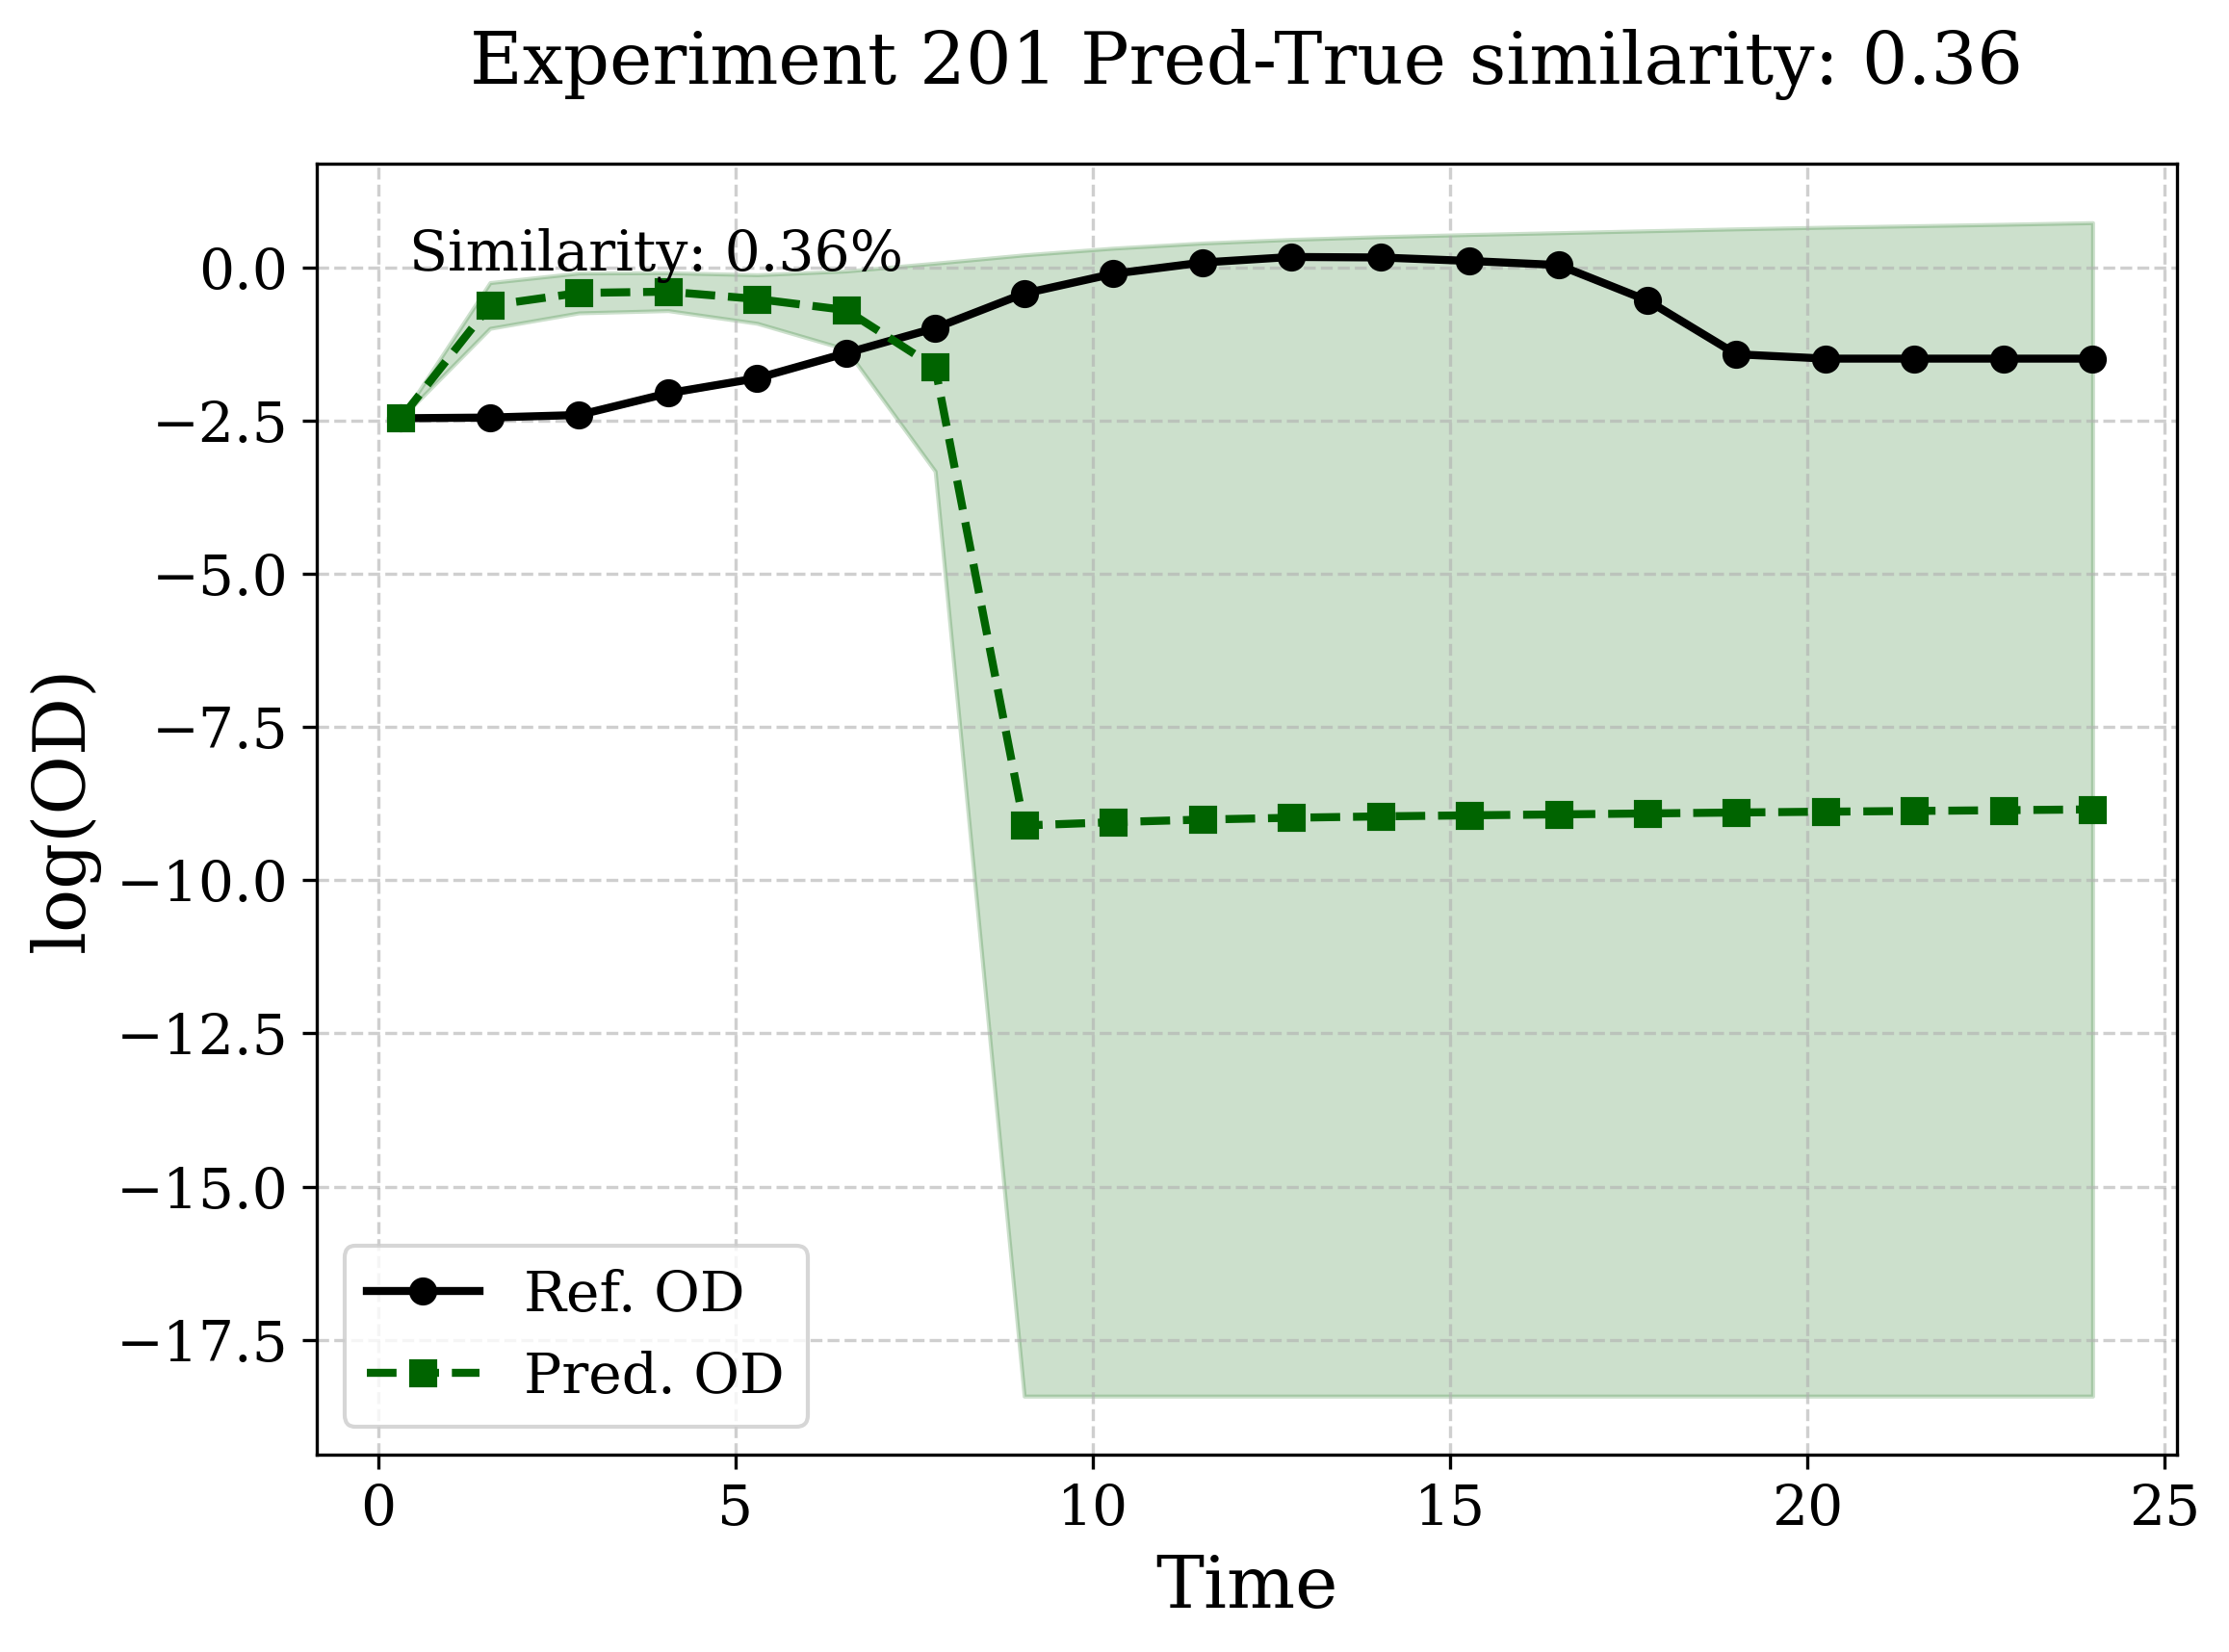 Experiment 201 Pred-True similarity: 0.36
Similarity: 0.36%
0.0
−2.5
−5.0
−7.5
−10.0
−12.5
−15.0
−17.5
log(OD)
Ref. OD
Pred. OD
0 5 10 15 20 25
Time